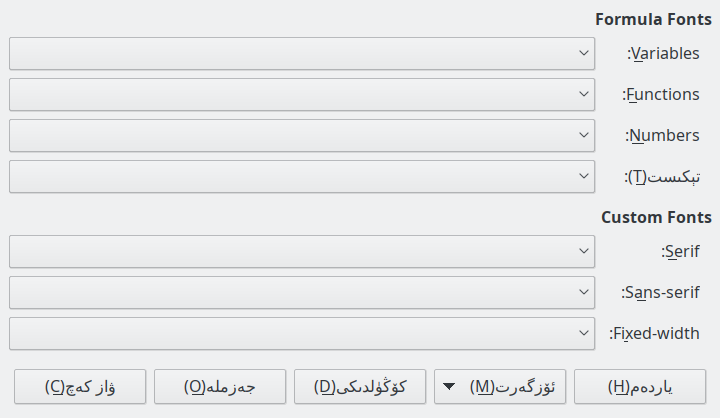 Formula Fonts
Variables:
Functions:
Numbers:
تېكىست(T):
Custom Fonts
Serif:
Sans-serif:
Fixed-width:
ياردەم(H) ئۆزگەرت(M) كۆڭۈلدىكى(D) جەزملە(O) ۋاز كەچ(C)